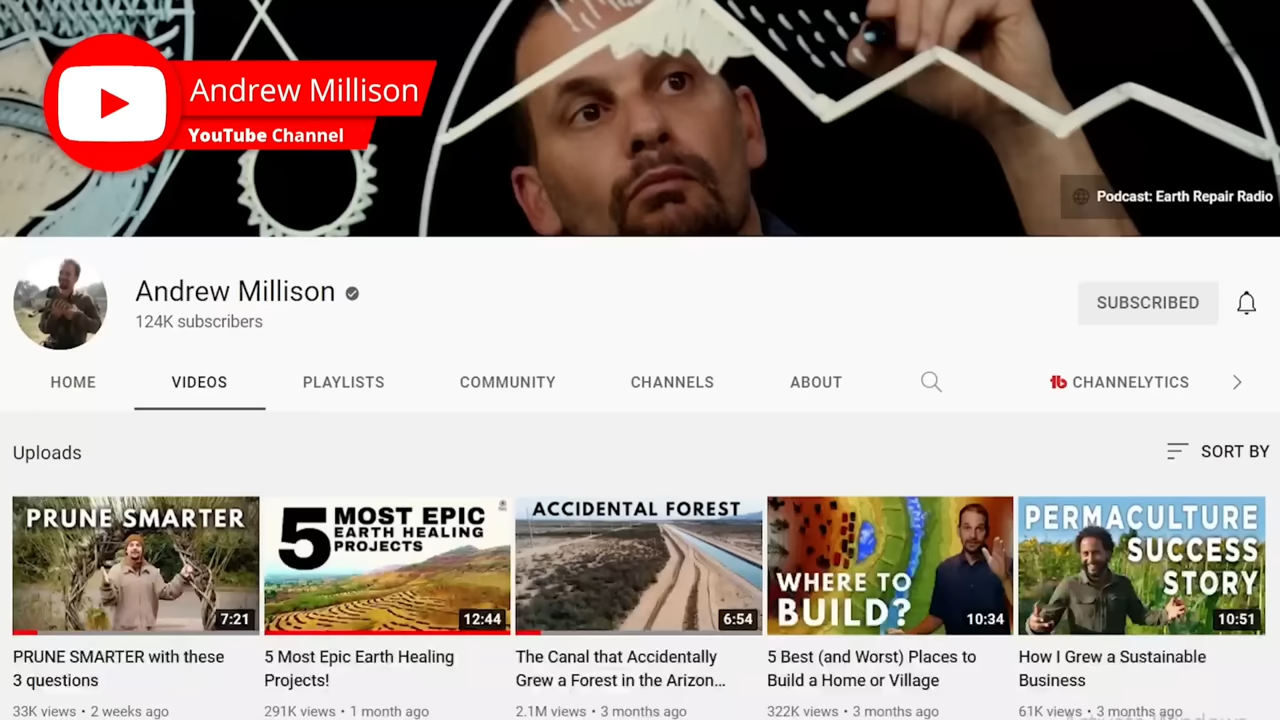 Andrew Millison
YouTube Channel
Podcast: Earth Repair Radio
Andrew Millison
124K subscribers
SUBSCRIBED
HOME VIDEOS PLAYLISTS COMMUNITY CHANNELS ABOUT tb CHANNELYTICS
Uploads
SORT BY
PRUNE SMARTER
7:21
5 MOST EPIC
EARTH HEALING
PROJECTS
12:44
ACCIDENTAL FOREST
6:54
WHERE TO
BUILD?
10:34
PERMACULTURE
SUCCESS
STORY
10:51
PRUNE SMARTER with these
3 questions
33K views • 2 weeks ago
5 Most Epic Earth Healing
Projects!
291K views • 1 month ago
The Canal that Accidentally
Grew a Forest in the Arizon...
2.1M views • 3 months ago
5 Best (and Worst) Places to
Build a Home or Village
322K views • 3 months ago
How I Grew a Sustainable
Business
61K views • 3 months ago